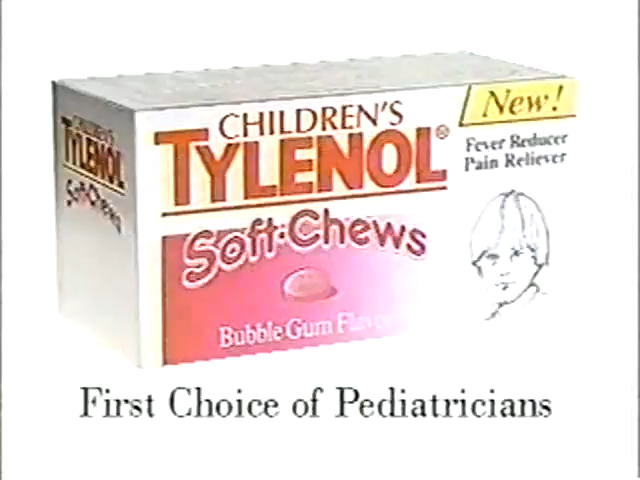 CHILDREN'S
TYLENOL
Soft-Chews
New!
CHILDREN'S
TYLENOL®
Fever Reducer
Pain Reliever
Soft-Chews
Bubble Gum Flavor
First Choice of Pediatricians